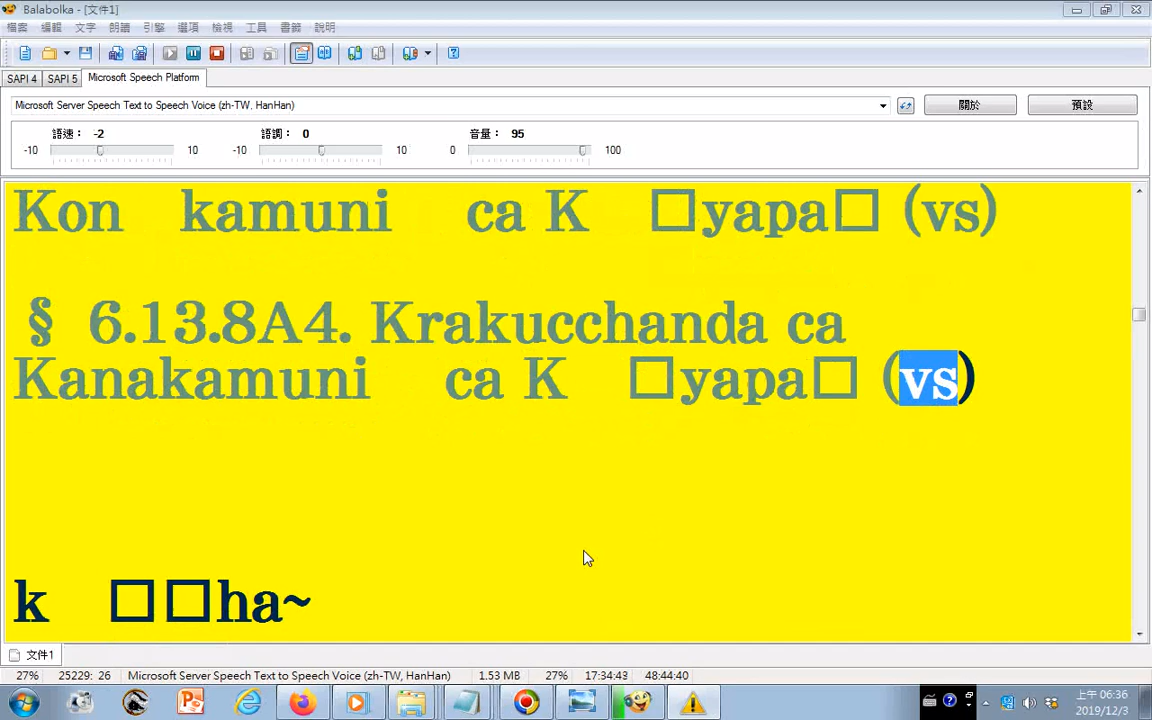 Balabolka - [文件1]
檔案 編輯 文字 朗讀 引擎 選項 檢視 工具 書籤 說明
SAPI 4 SAPI 5 Microsoft Speech Platform
Microsoft Server Speech Text to Speech Voice (zh-TW, HanHan) 關於 預設
語速： -2 語調： 0 音量： 95
-10 10 -10 10 0 100
Kon kamuni ca K □yapa□ (vs)
§ 6.13.8A4. Krakucchanda ca
Kanakamuni ca K □yapa□ (vs)
k □□ha~
文件1
27% 25229: 26 Microsoft Server Speech Text to Speech Voice (zh-TW, HanHan) 1.53 MB 27% 17:34:43 48:44:40
上午 06:36
2019/12/3